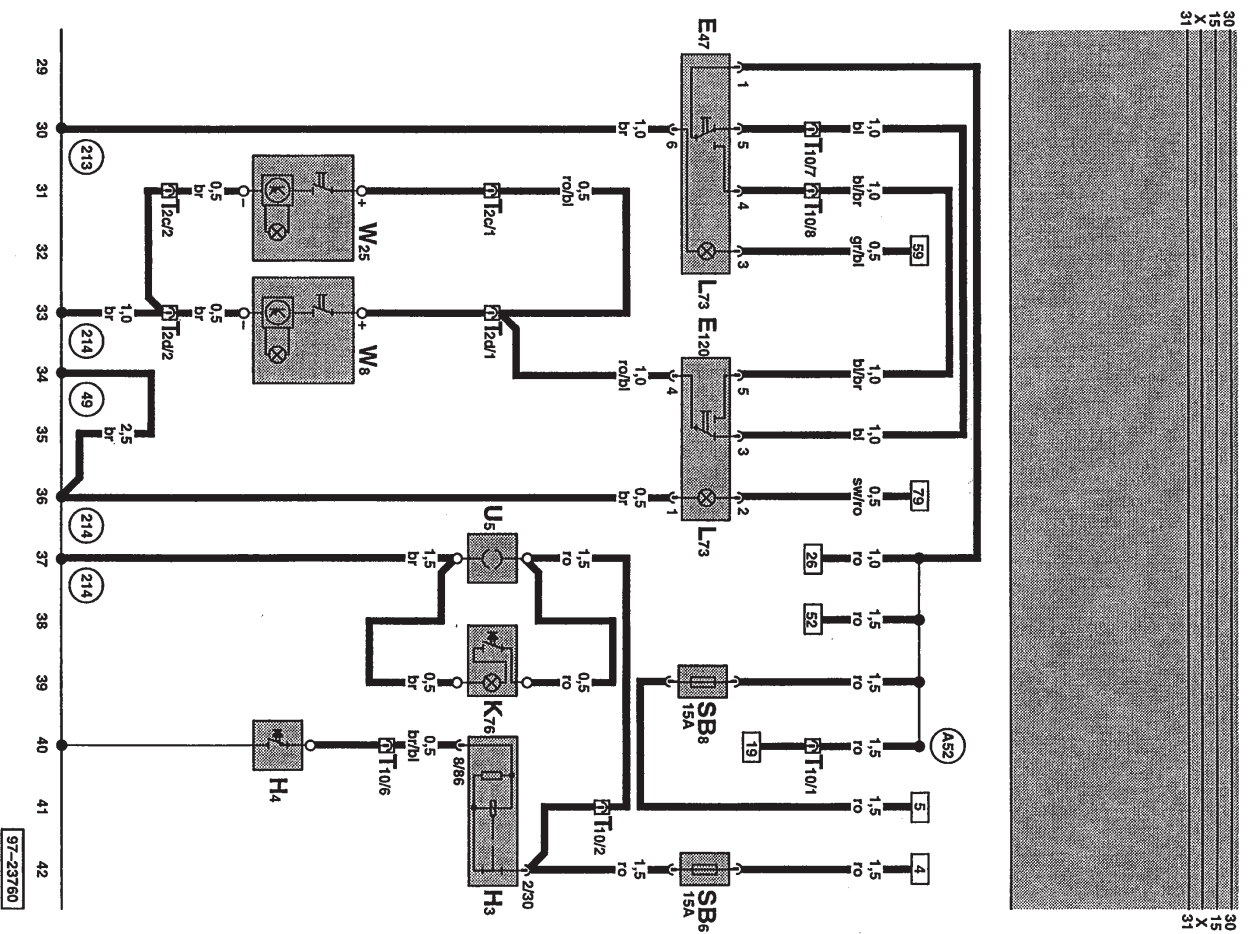 30 30
15 15
X X
31 31
A52
59 79 5 4
1,0 1,0 0,5 1,0 1,0 0,5 1,0 1,5 1,5 1,5 1,5 1,5
bl bl/br gr/bl bl/br bl sw/ro ro ro ro ro ro ro
T10/7 T10/8 26 52 T10/1
19
1 5 4 3 5 3 2
E47 L73 E120 L73 SB8 SB6
15A 15A
6 4 1
1,0 1,0 0,5 1,5
br ro/bl br ro
T10/2
0,5 1,5 0,5
ro/bl ro ro
2/30
T2c/1 T2d/1 U5 K76 H3
8/86
1,5 0,5 0,5
br br br/bl
T10/6
+ +
W25 W8
H4
− −
0,5 0,5
br br
T2c/2 T2d/2
1,0 2,5
br br
213 214 49 214 214
29 30 31 32 33 34 35 36 37 38 39 40 41 42
97–23760